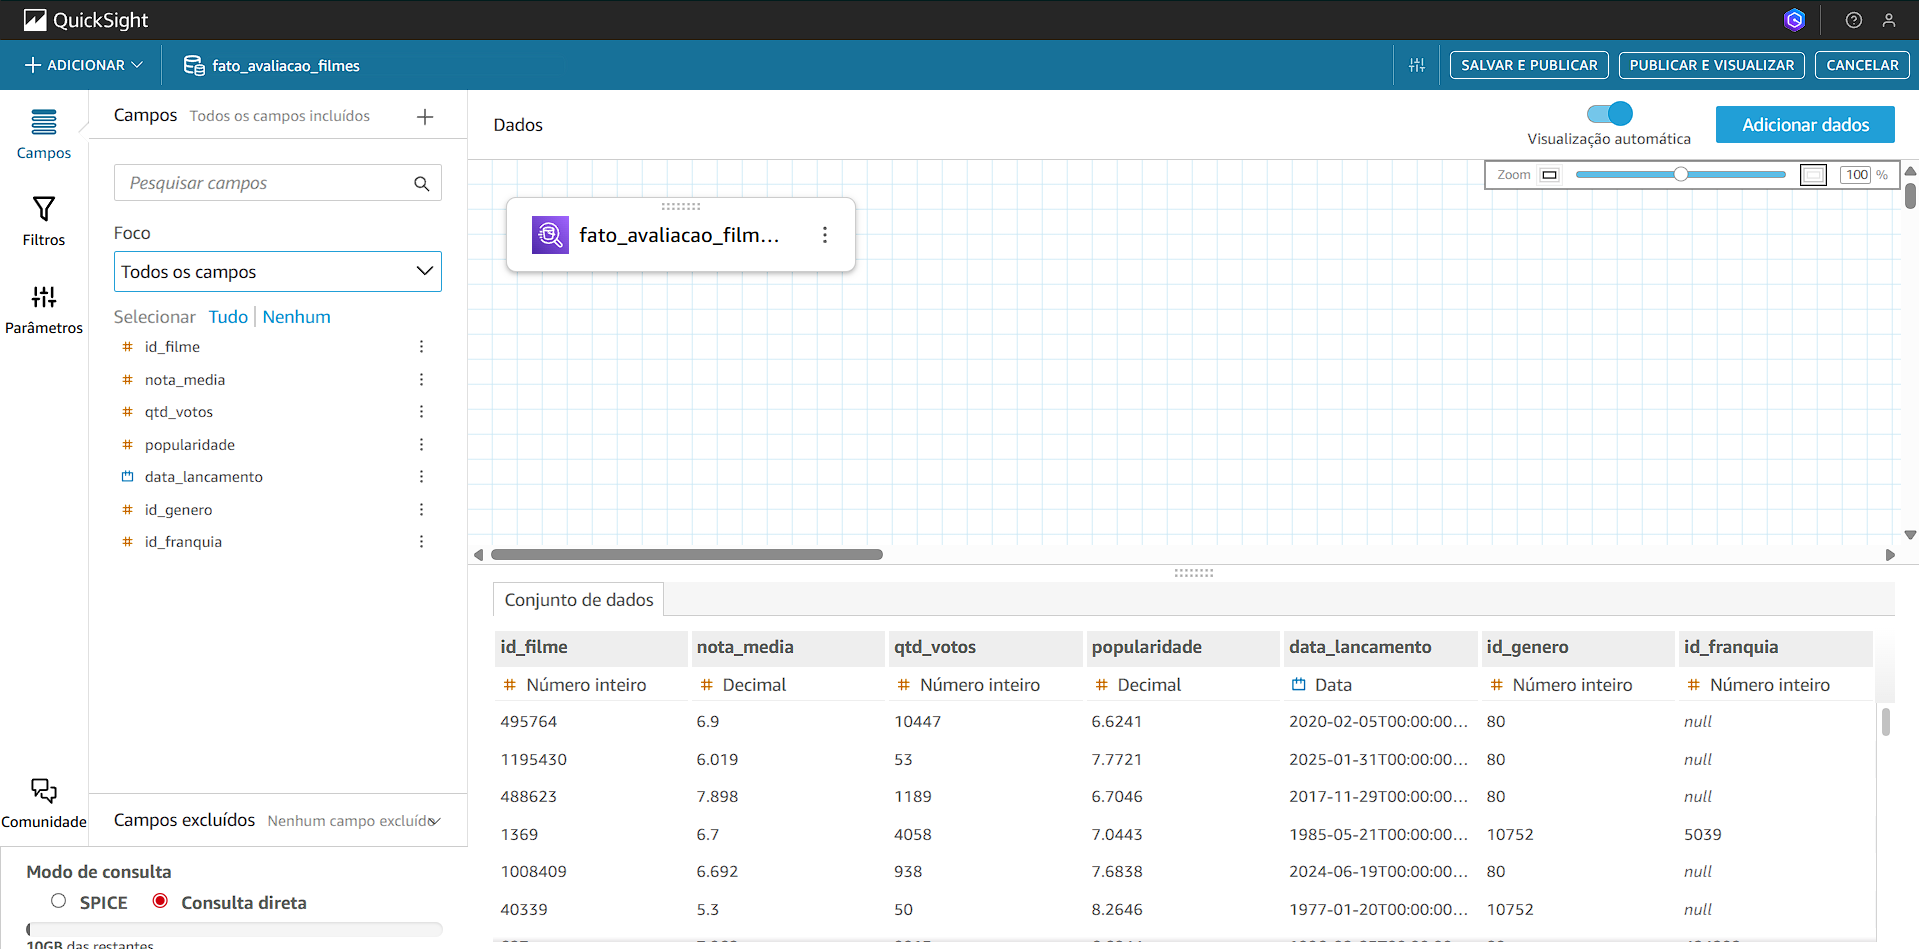 QuickSight
ADICIONAR
fato_avaliacao_filmes
SALVAR E PUBLICAR
PUBLICAR E VISUALIZAR
CANCELAR
Campos
Filtros
Parâmetros
Comunidade
Campos Todos os campos incluídos
Pesquisar campos
Foco
Todos os campos
Selecionar Tudo Nenhum
id_filme
nota_media
qtd_votos
popularidade
data_lancamento
id_genero
id_franquia
Campos excluídos Nenhum campo excluído
Modo de consulta
SPICE Consulta direta
10GB das restantes
Dados
Visualização automática
Adicionar dados
Zoom 100 %
fato_avaliacao_film...
Conjunto de dados
id_filme nota_media qtd_votos popularidade data_lancamento id_genero id_franquia
Número inteiro Decimal Número inteiro Decimal Data Número inteiro Número inteiro
495764 6.9 10447 6.6241 2020-02-05T00:00:00... 80 null
1195430 6.019 53 7.7721 2025-01-31T00:00:00... 80 null
488623 7.898 1189 6.7046 2017-11-29T00:00:00... 80 null
1369 6.7 4058 7.0443 1985-05-21T00:00:00... 10752 5039
1008409 6.692 938 7.6838 2024-06-19T00:00:00... 80 null
40339 5.3 50 8.2646 1977-01-20T00:00:00... 10752 null